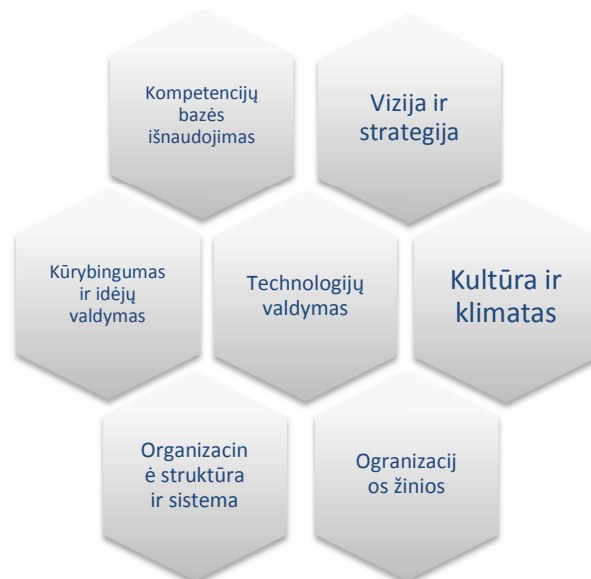 Kompetencijų
bazės
išnaudojimas
Vizija ir
strategija
Kūrybingumas
ir idėjų
valdymas
Technologijų
valdymas
Kultūra ir
klimatas
Organizacin
ė struktūra
ir sistema
Ogranizacij
os žinios